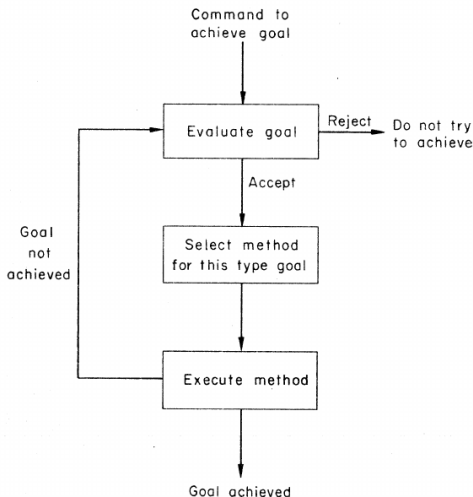 Command to
achieve goal
Evaluate goal
Reject
Do not try
to achieve
Accept
Goal
not
achieved
Select method
for this type goal
Execute method
Goal achieved